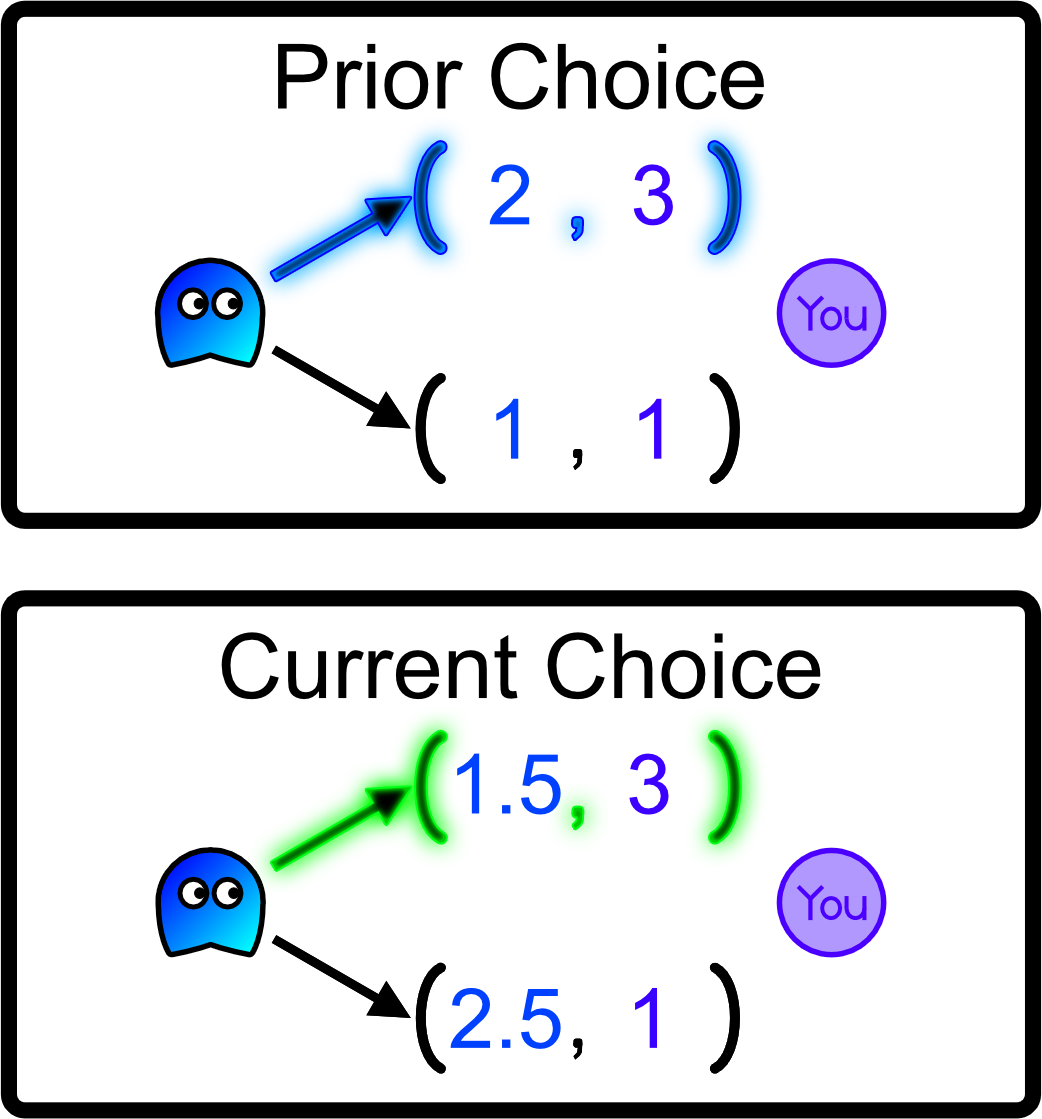 Prior Choice
( 2 , 3 )
You
( 1 , 1 )
Current Choice
(1.5, 3 )
You
(2.5, 1 )